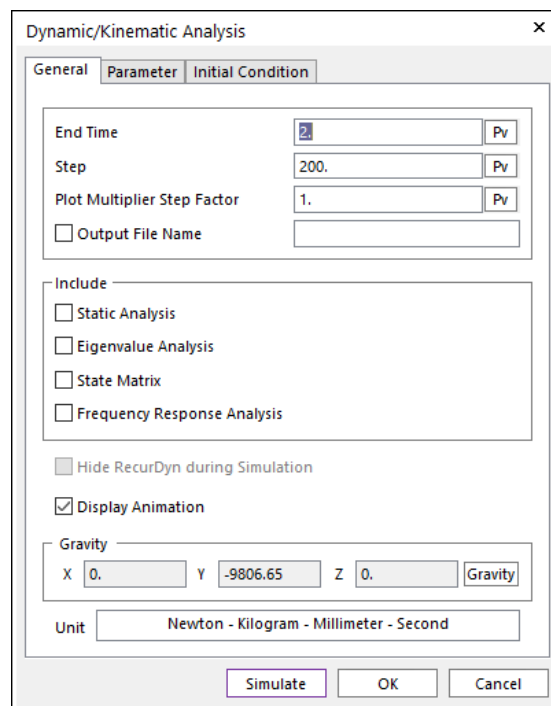 Dynamic/Kinematic Analysis
General Parameter Initial Condition
End Time 2. Pv
Step 200. Pv
Plot Multiplier Step Factor 1. Pv
Output File Name
Include
Static Analysis
Eigenvalue Analysis
State Matrix
Frequency Response Analysis
Hide RecurDyn during Simulation
Display Animation
Gravity
X 0. Y -9806.65 Z 0. Gravity
Unit Newton - Kilogram - Millimeter - Second
Simulate OK Cancel